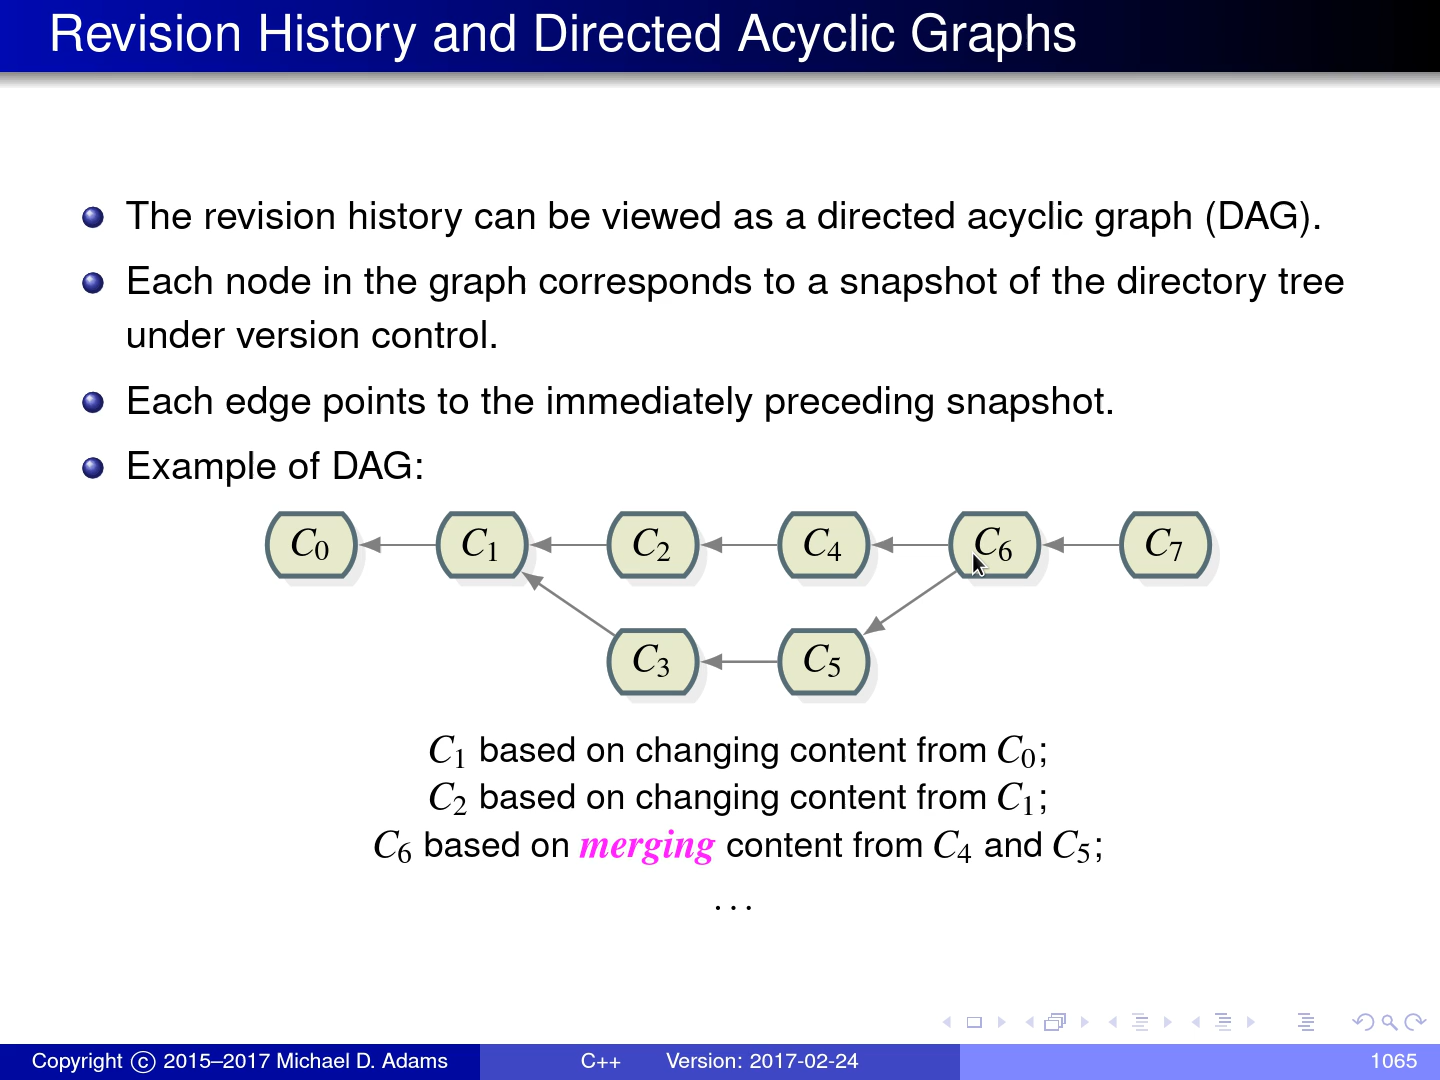 Revision History and Directed Acyclic Graphs
The revision history can be viewed as a directed acyclic graph (DAG).
Each node in the graph corresponds to a snapshot of the directory tree
under version control.
Each edge points to the immediately preceding snapshot.
Example of DAG:
C0 C1 C2 C4 C6 C7
C3 C5
C1 based on changing content from C0;
C2 based on changing content from C1;
C6 based on merging content from C4 and C5;
...
Copyright © 2015–2017 Michael D. Adams C++ Version: 2017-02-24 1065